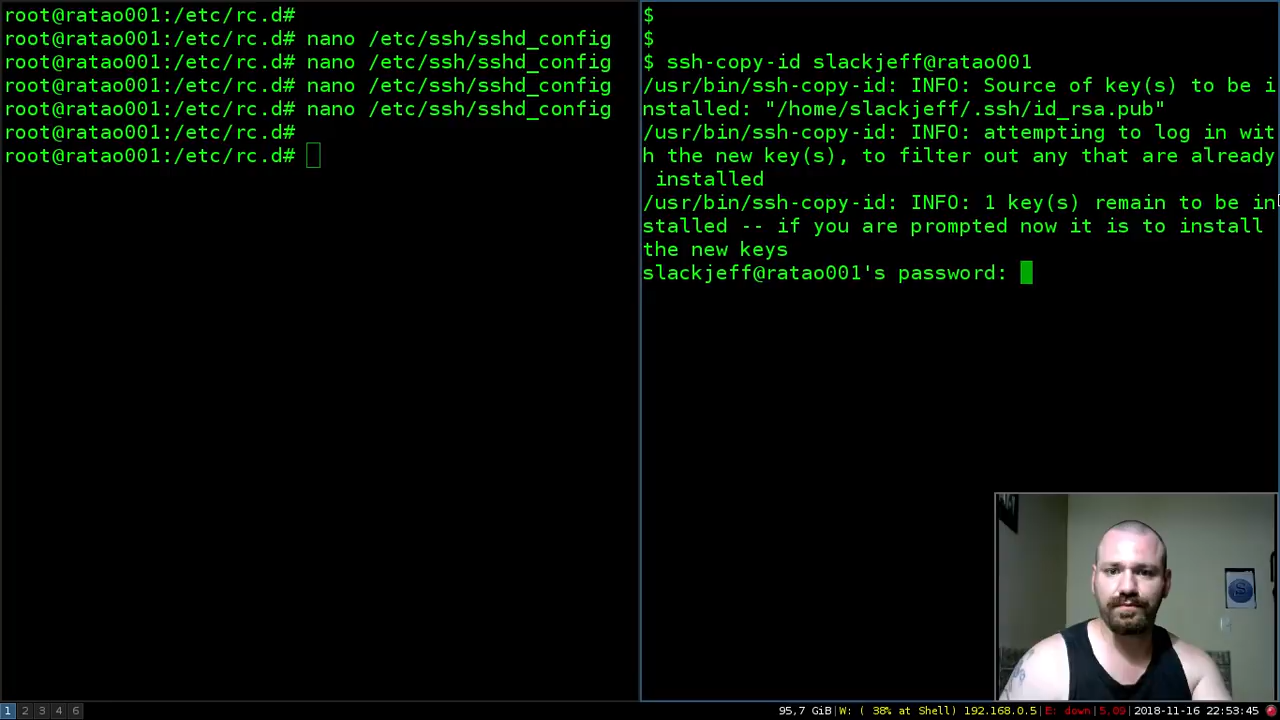 root@ratao001:/etc/rc.d#
root@ratao001:/etc/rc.d# nano /etc/ssh/sshd_config
root@ratao001:/etc/rc.d# nano /etc/ssh/sshd_config
root@ratao001:/etc/rc.d# nano /etc/ssh/sshd_config
root@ratao001:/etc/rc.d# nano /etc/ssh/sshd_config
root@ratao001:/etc/rc.d#
root@ratao001:/etc/rc.d#
$
$
$ ssh-copy-id slackjeff@ratao001
/usr/bin/ssh-copy-id: INFO: Source of key(s) to be i
nstalled: "/home/slackjeff/.ssh/id_rsa.pub"
/usr/bin/ssh-copy-id: INFO: attempting to log in wit
h the new key(s), to filter out any that are already
installed
/usr/bin/ssh-copy-id: INFO: 1 key(s) remain to be in
stalled -- if you are prompted now it is to install
the new keys
slackjeff@ratao001's password:
1 2 3 4 6 95,7 GiB|W: ( 38% at Shell) 192.168.0.5|E: down|5.09|2018-11-16 22:53:45